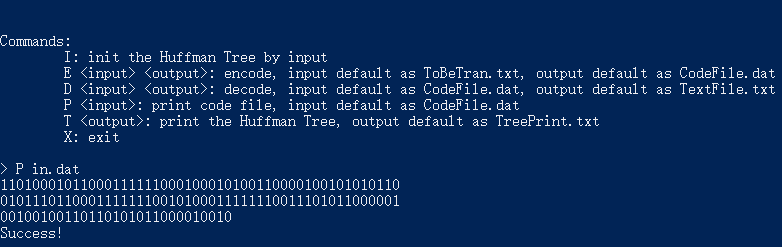 Commands:
I: init the Huffman Tree by input
E <input> <output>: encode, input default as ToBeTran.txt, output default as CodeFile.dat
D <input> <output>: decode, input default as CodeFile.dat, output default as TextFile.txt
P <input>: print code file, input default as CodeFile.dat
T <output>: print the Huffman Tree, output default as TreePrint.txt
X: exit
> P in.dat
11010001011000111111000100010100110000100101010110
01011101100011111110010100011111110011101011000001
00100100110110101011000010010
Success!